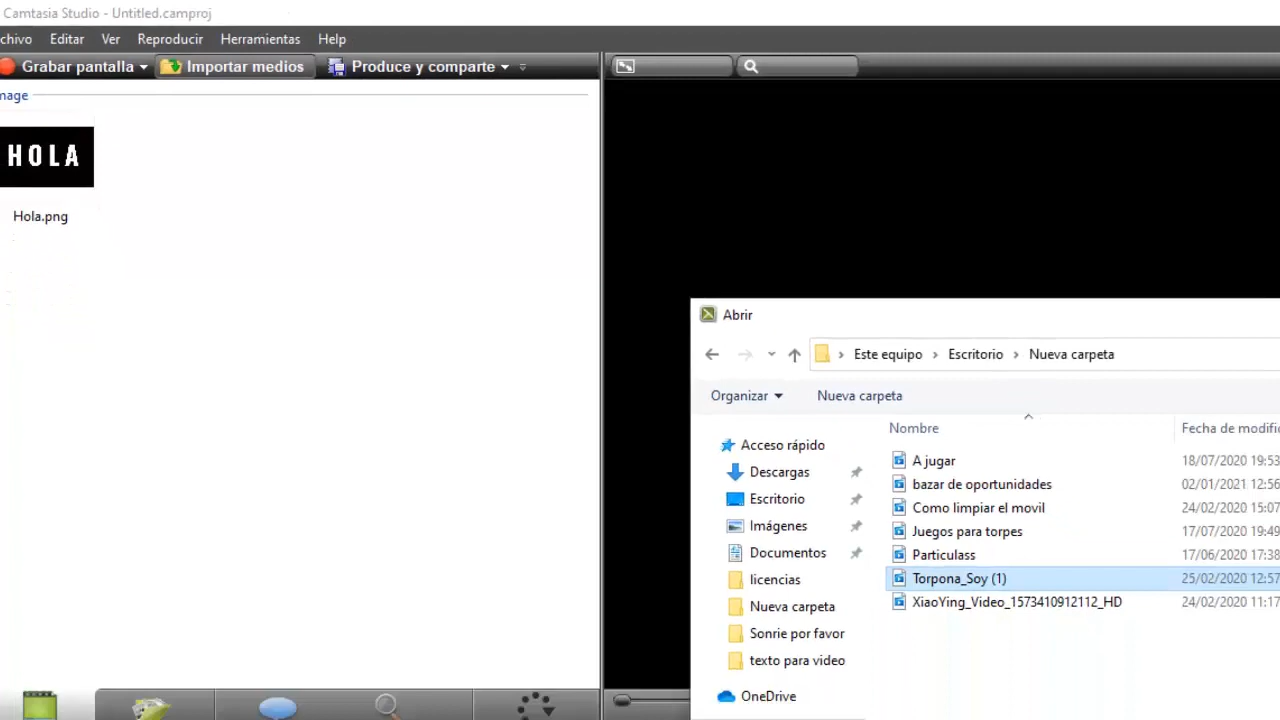 Camtasia Studio - Untitled.camproj
chivo Editar Ver Reproducir Herramientas Help
Grabar pantalla Importar medios Produce y comparte
mage
HOLA
Hola.png
Abrir
Este equipo › Escritorio › Nueva carpeta
Organizar Nueva carpeta
Nombre Fecha de modific
Acceso rápido
Descargas
Escritorio
Imágenes
Documentos
licencias
Nueva carpeta
Sonrie por favor
texto para video
OneDrive
A jugar 18/07/2020 19:53
bazar de oportunidades 02/01/2021 12:56
Como limpiar el movil 24/02/2020 15:07
Juegos para torpes 17/07/2020 19:49
Particulass 17/06/2020 17:38
Torpona_Soy (1) 25/02/2020 12:57
XiaoYing_Video_1573410912112_HD 24/02/2020 11:17